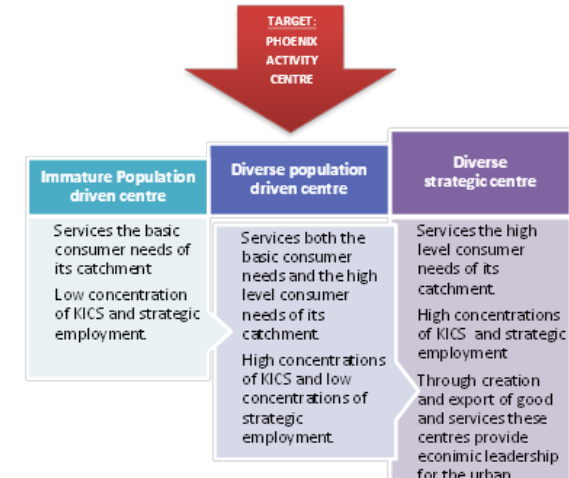 TARGET:
PHOENIX
ACTIVITY
CENTRE
Immature Population
driven centre
Services the basic
consumer needs of
its catchment
Low concentration
of KICS and strategic
employment.
Diverse population
driven centre
Services both the
basic consumer
needs and the high
level consumer
needs of its
catchment.
High concentrations
of KICS and low
concentrations of
strategic
employment.
Diverse
strategic centre
Services the high
level consumer
needs of its
catchment.
High concentrations
of KICS and strategic
employment
Through creation
and export of good
and services these
centres provide
econimic leadership
for the urban